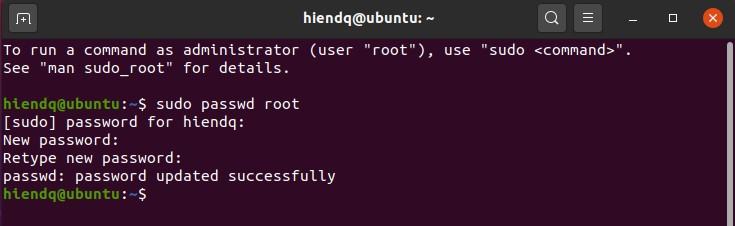 hiendq@ubuntu: ~
To run a command as administrator (user "root"), use "sudo <command>".
See "man sudo_root" for details.
hiendq@ubuntu:~$ sudo passwd root
[sudo] password for hiendq:
New password:
Retype new password:
passwd: password updated successfully
hiendq@ubuntu:~$